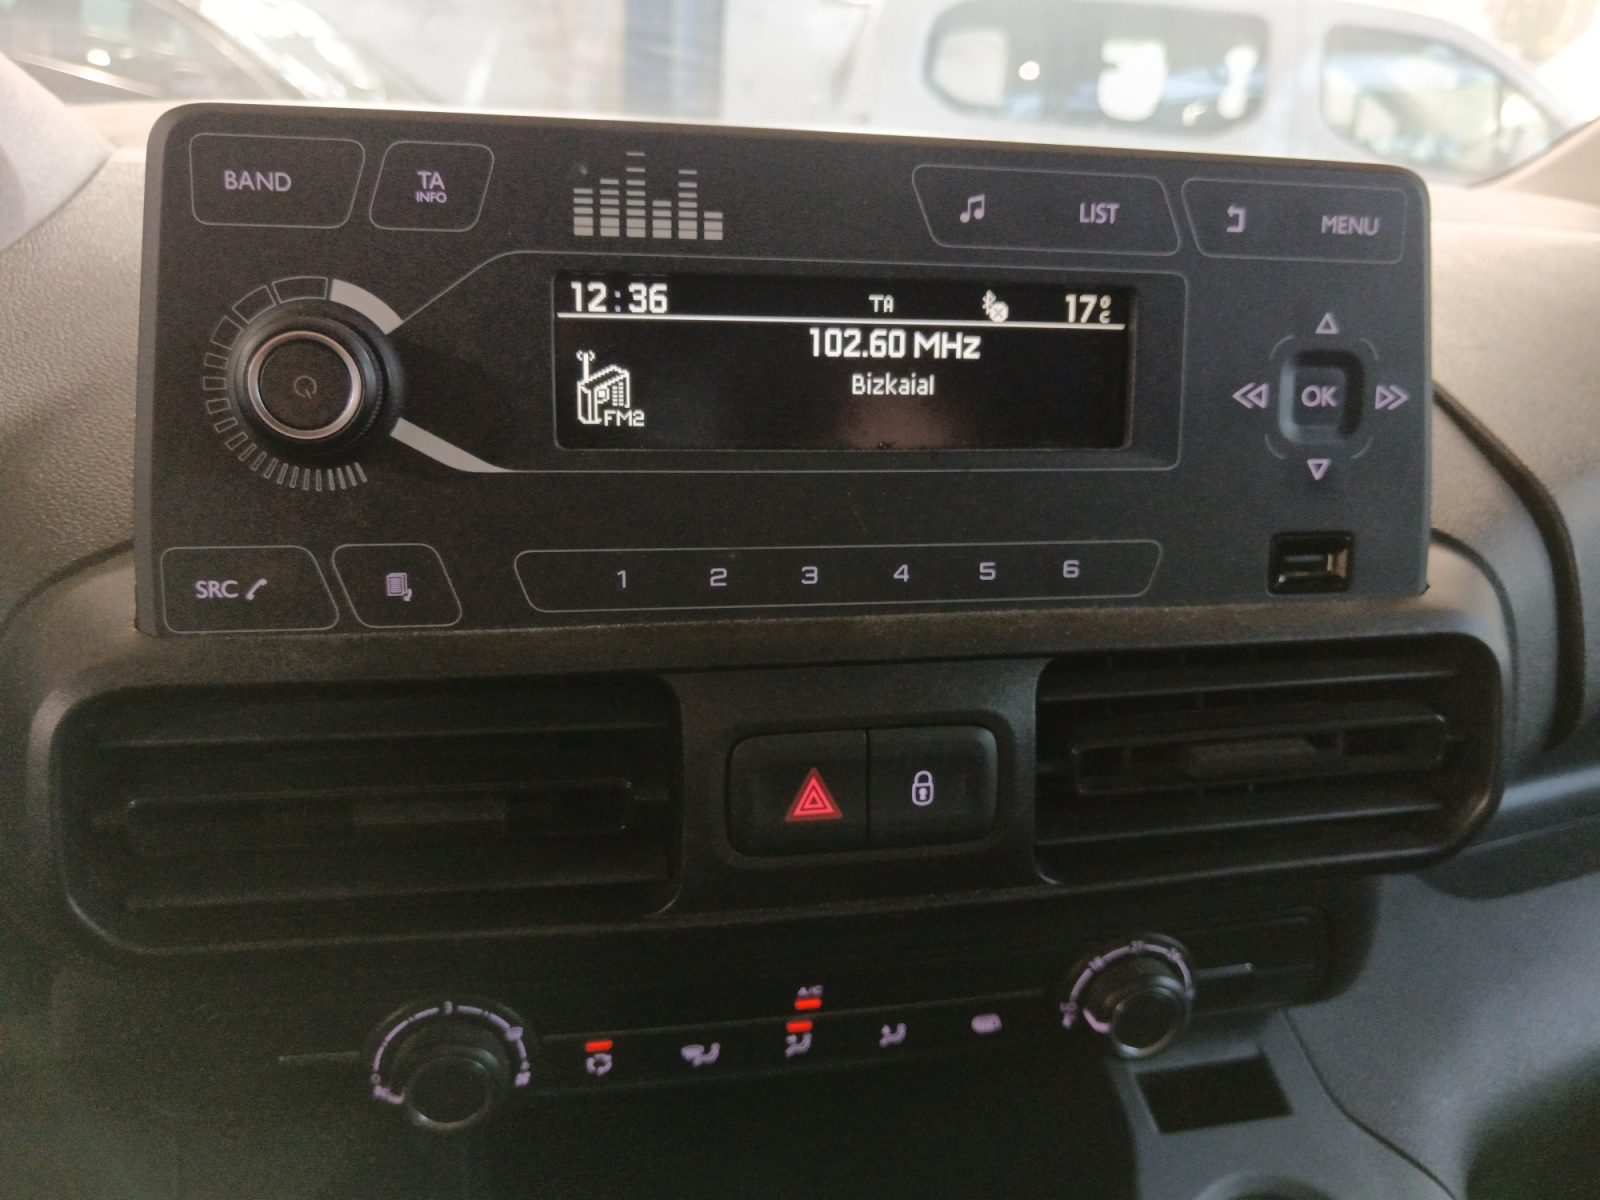 BAND
TA
INFO
LIST
MENU
12:36
TA
17°C
102.60 MHz
BizkaiaI
FM2
OK
SRC
1 2 3 4 5 6
A/C